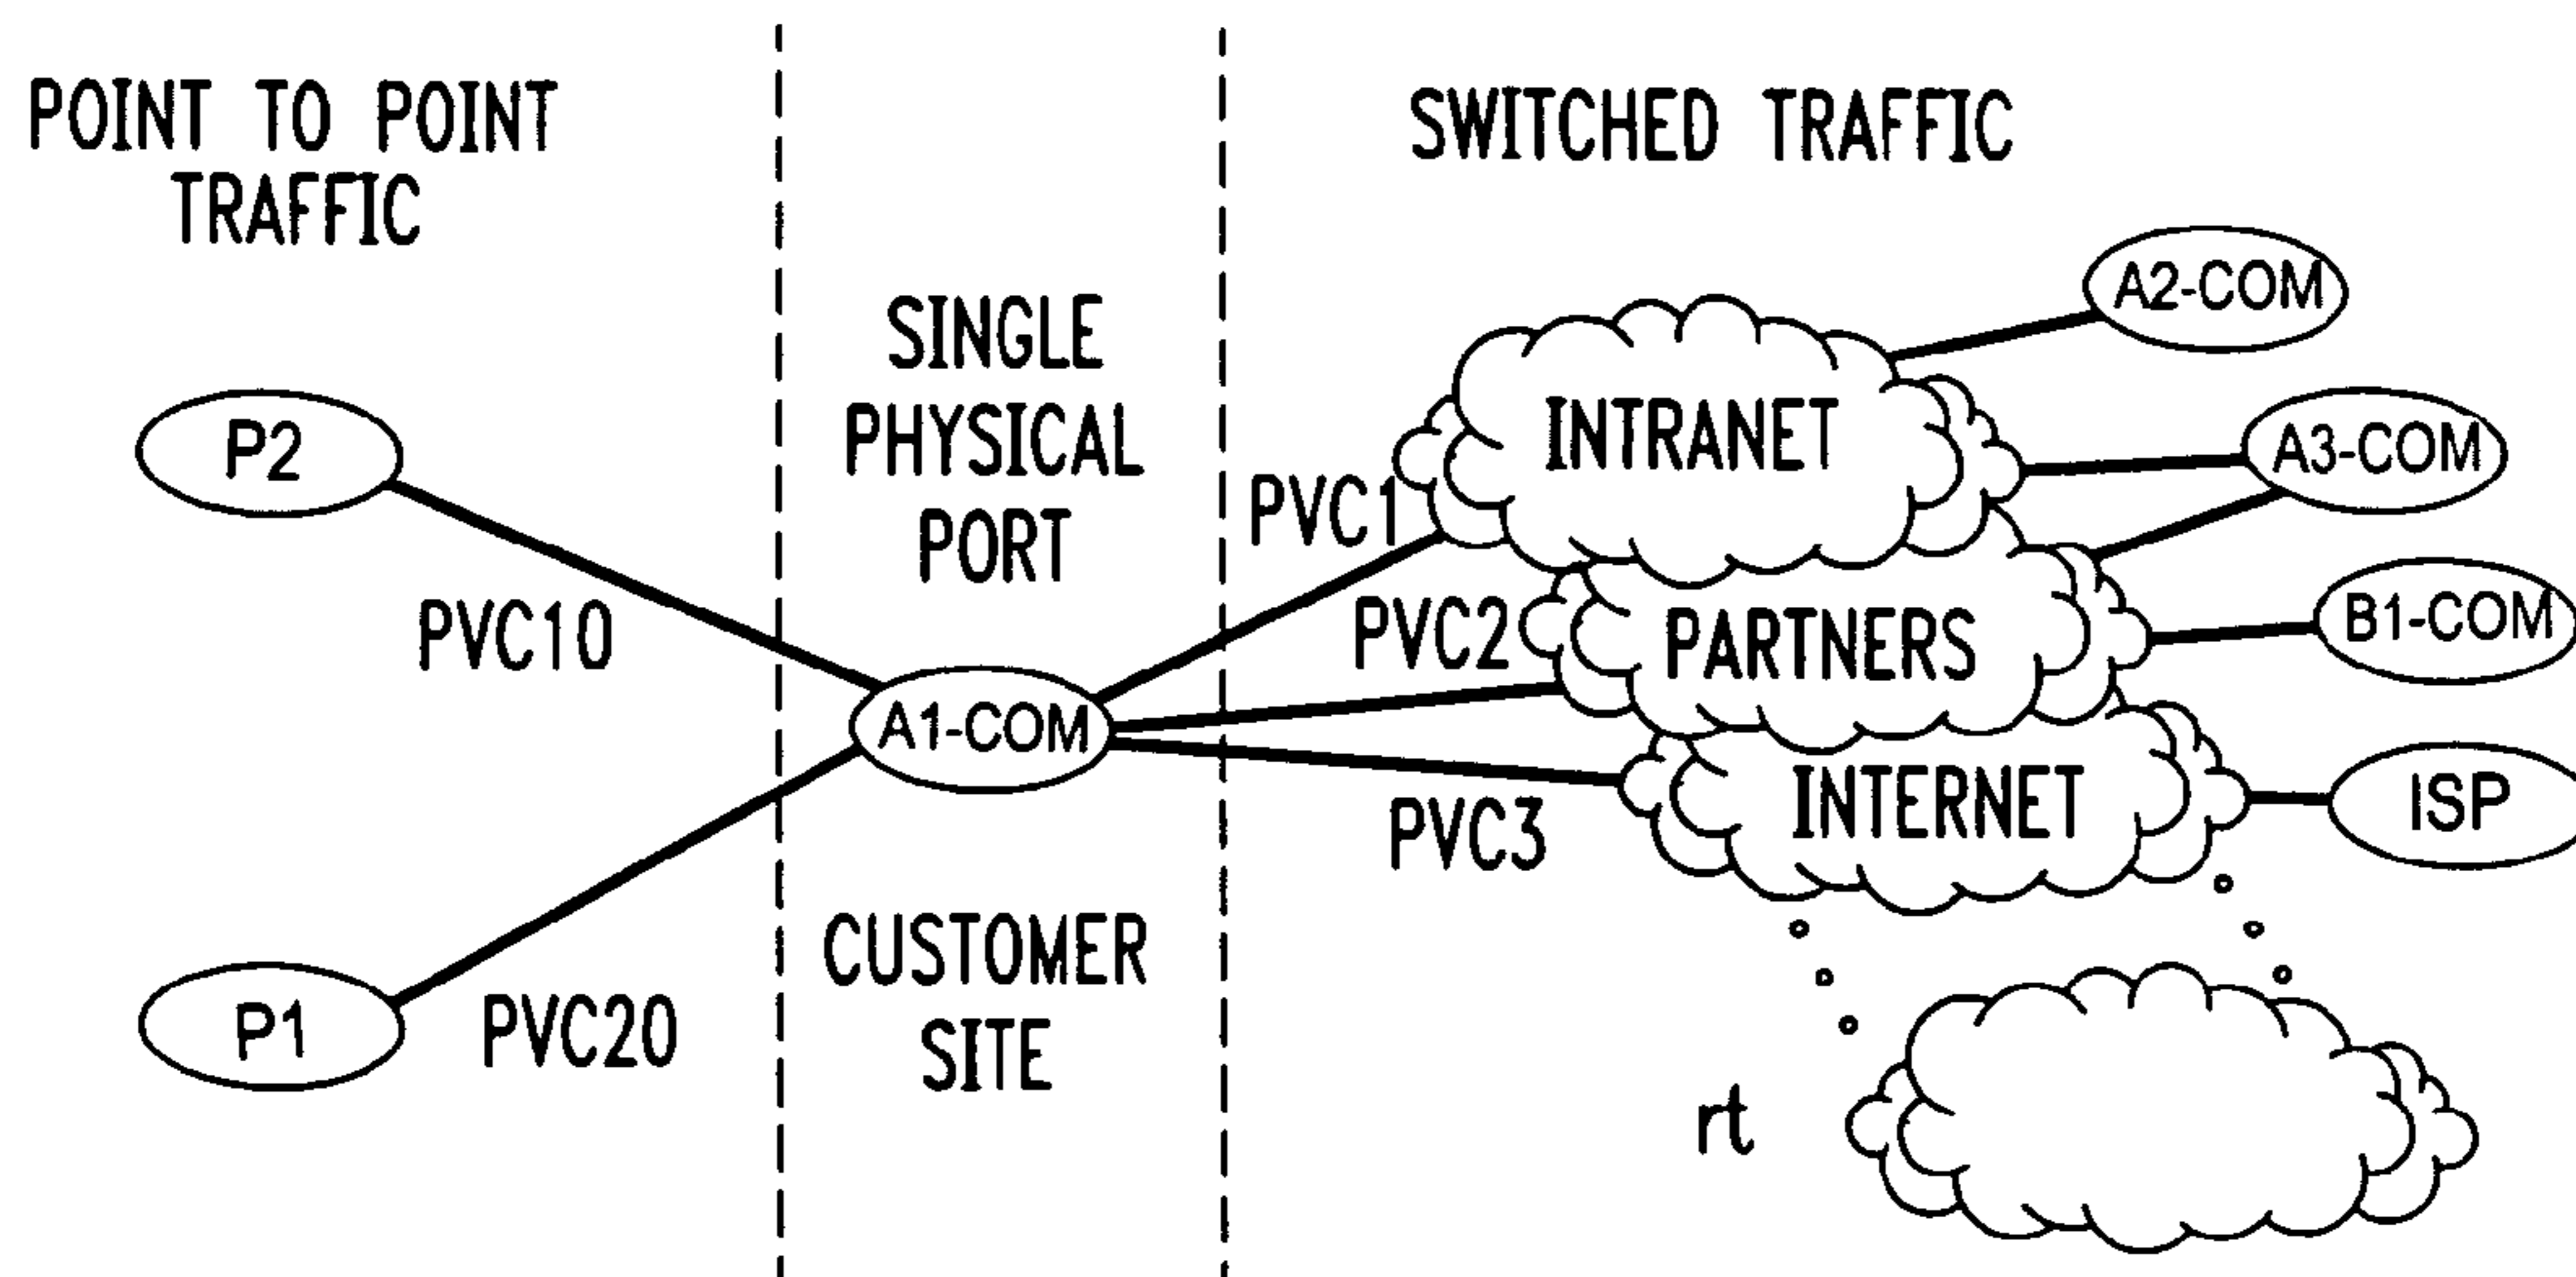 POINT TO POINT
TRAFFIC
SWITCHED TRAFFIC
SINGLE
PHYSICAL
PORT
A2-COM
INTRANET
A3-COM
P2
PVC1
PVC10
PVC2
PARTNERS
B1-COM
A1-COM
INTERNET
ISP
PVC3
CUSTOMER
SITE
P1
PVC20
rt